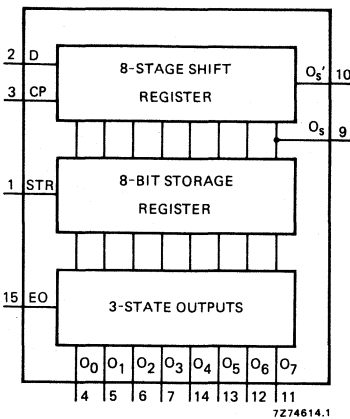 2 D
8-STAGE SHIFT
REGISTER
Os' 10
3 CP
Os 9
1 STR
8-BIT STORAGE
REGISTER
15 EO
3-STATE OUTPUTS
O0 O1 O2 O3 O4 O5 O6 O7
4 5 6 7 14 13 12 11
7Z74614.1